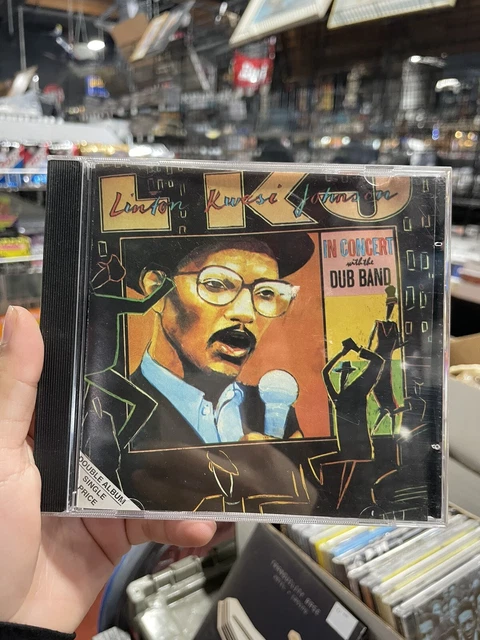 LKJ
Linton Kwesi Johnson
IN CONCERT
with the
DUB BAND
DOUBLE ALBUM
SINGLE
PRICE